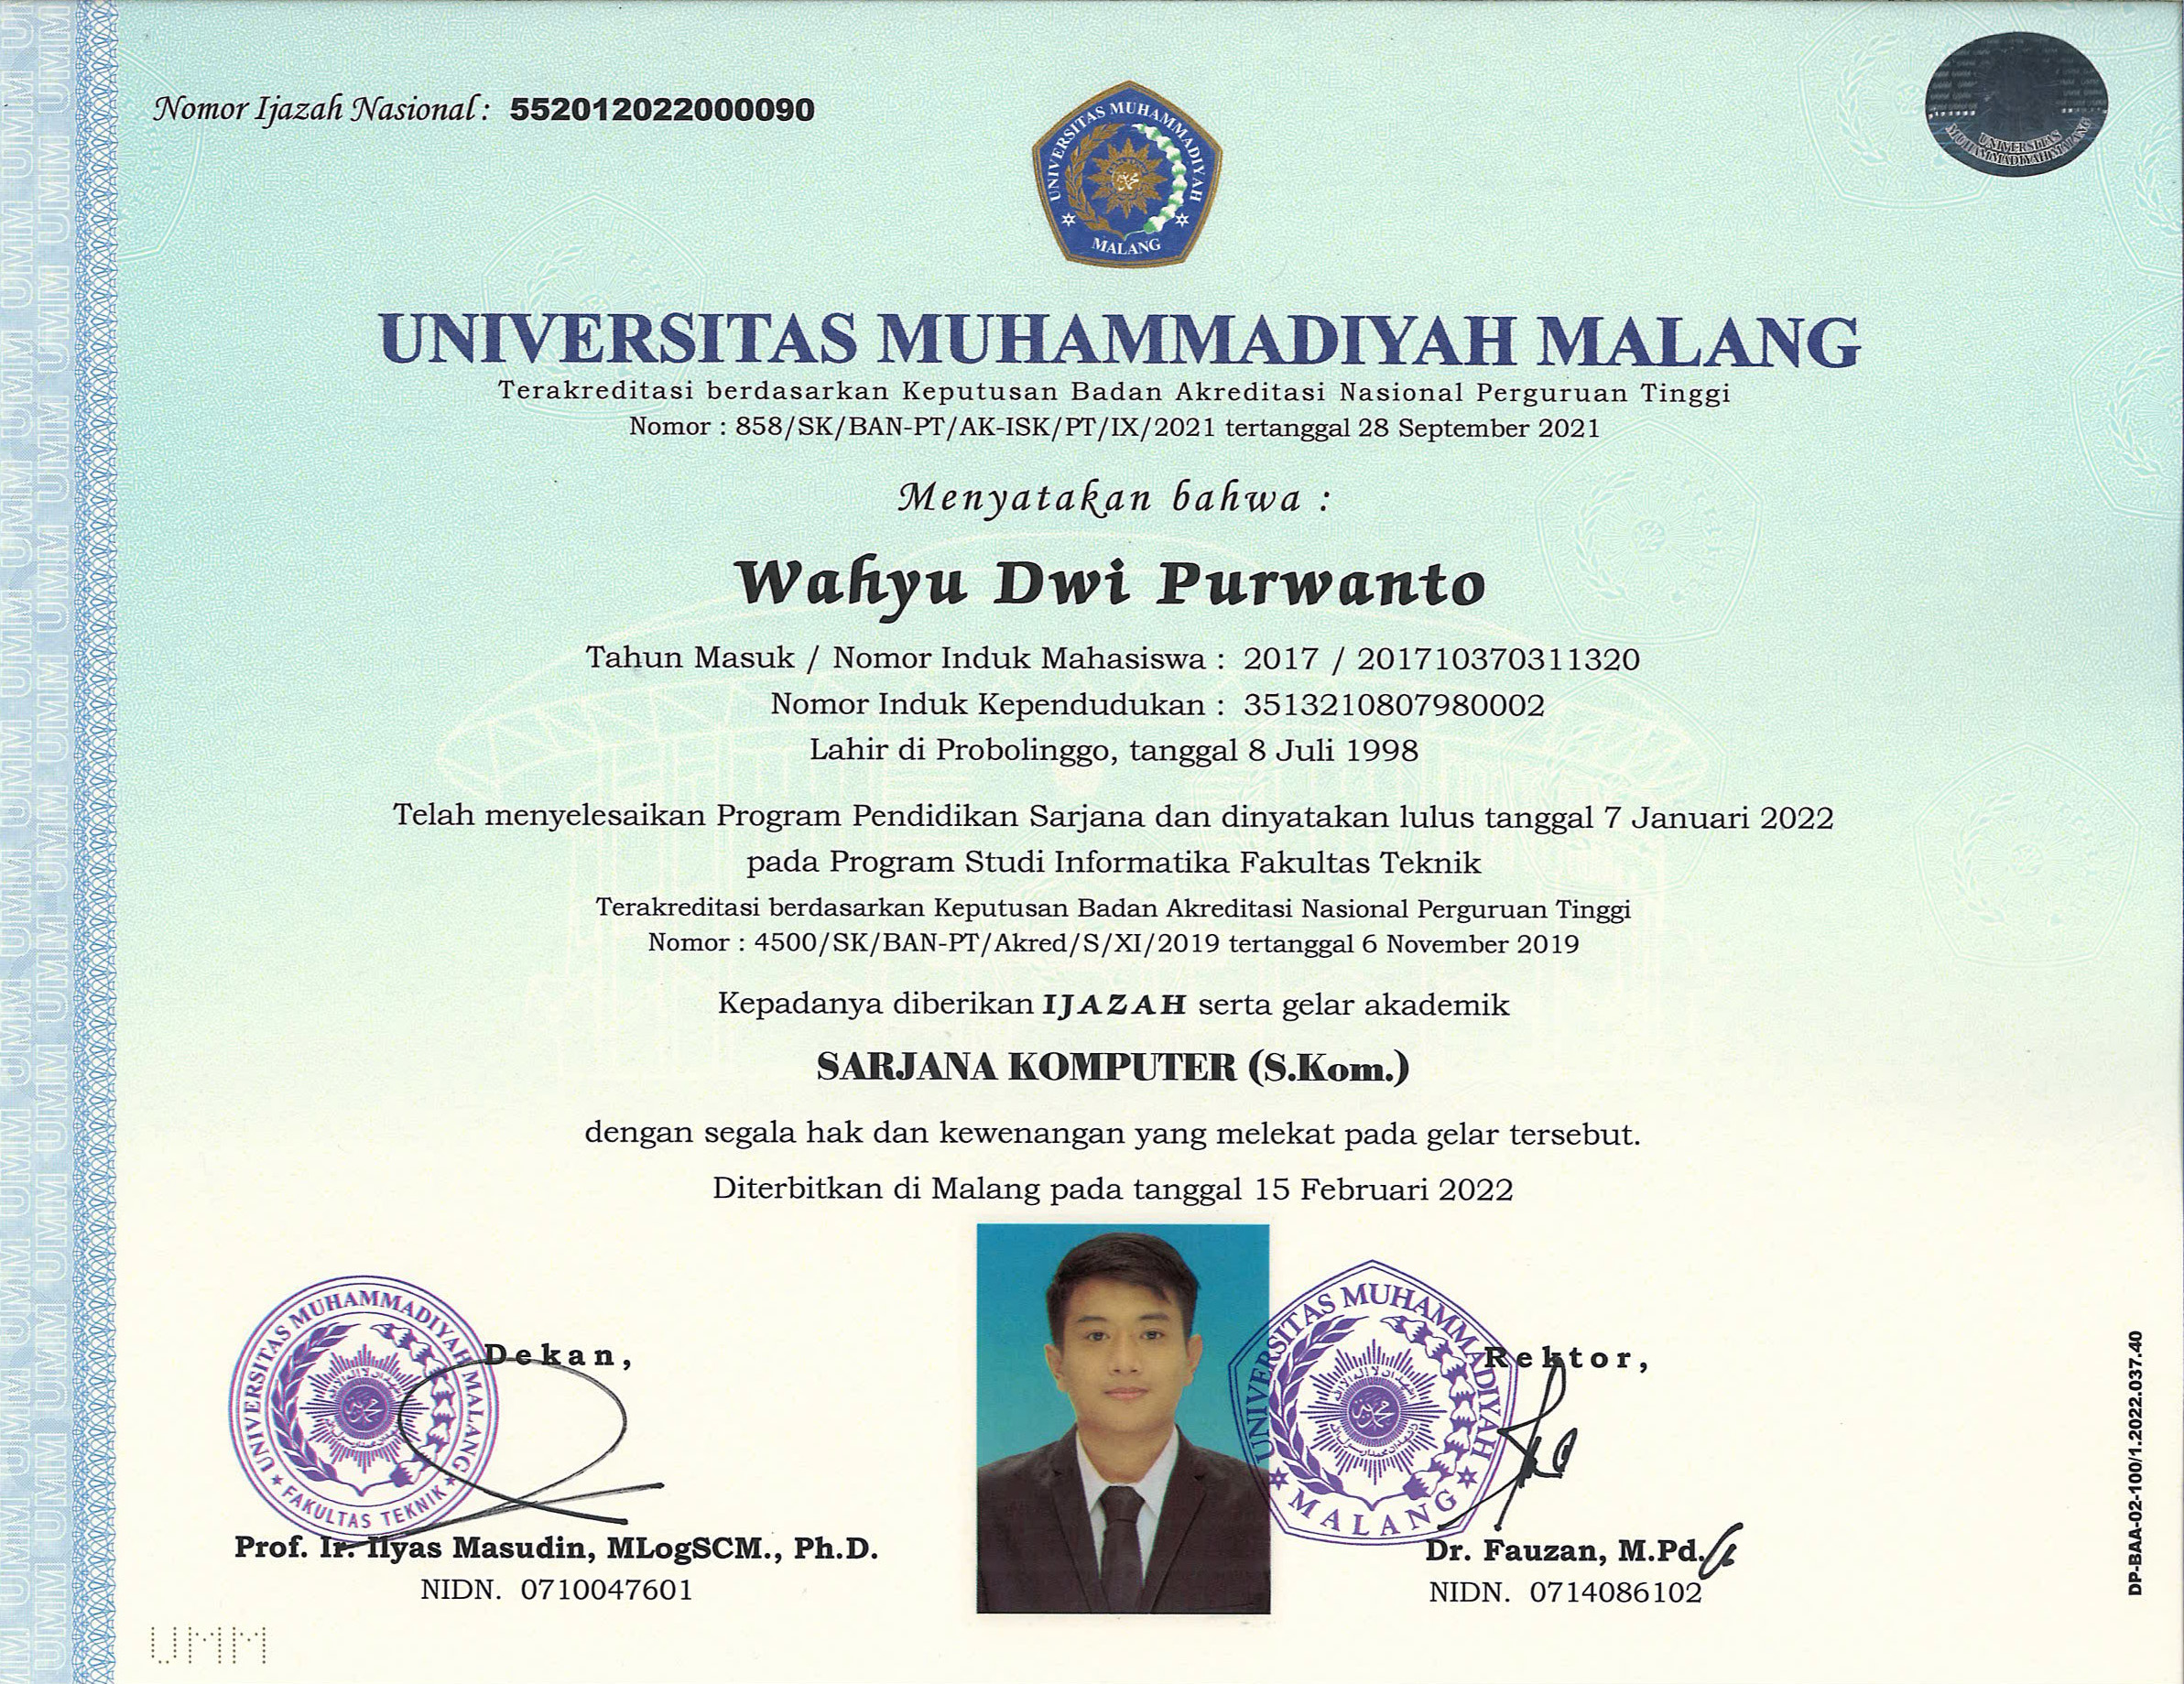 Nomor Ijazah Nasional : 552012022000090
UNIVERSITAS MUHAMMADIYAH
MALANG
UNIVERSITAS
MUHAMMADIYAH MALANG
UNIVERSITAS MUHAMMADIYAH MALANG
Terakreditasi berdasarkan Keputusan Badan Akreditasi Nasional Perguruan Tinggi
Nomor : 858/SK/BAN-PT/AK-ISK/PT/IX/2021 tertanggal 28 September 2021
Menyatakan bahwa :
Wahyu Dwi Purwanto
Tahun Masuk / Nomor Induk Mahasiswa : 2017 / 201710370311320
Nomor Induk Kependudukan : 3513210807980002
Lahir di Probolinggo, tanggal 8 Juli 1998
Telah menyelesaikan Program Pendidikan Sarjana dan dinyatakan lulus tanggal 7 Januari 2022
pada Program Studi Informatika Fakultas Teknik
Terakreditasi berdasarkan Keputusan Badan Akreditasi Nasional Perguruan Tinggi
Nomor : 4500/SK/BAN-PT/Akred/S/XI/2019 tertanggal 6 November 2019
Kepadanya diberikan IJAZAH serta gelar akademik
SARJANA KOMPUTER (S.Kom.)
dengan segala hak dan kewenangan yang melekat pada gelar tersebut.
Diterbitkan di Malang pada tanggal 15 Februari 2022
UNIVERSITAS MUHAMMADIYAH MALANG
FAKULTAS TEKNIK
Dekan,
Prof. Ir. Ilyas Masudin, MLogSCM., Ph.D.
NIDN. 0710047601
UNIVERSITAS MUHAMMADIYAH
MALANG
Rektor,
Dr. Fauzan, M.Pd.
NIDN. 0714086102
UMM
DP-BAA-02-100/1.2022.037.40